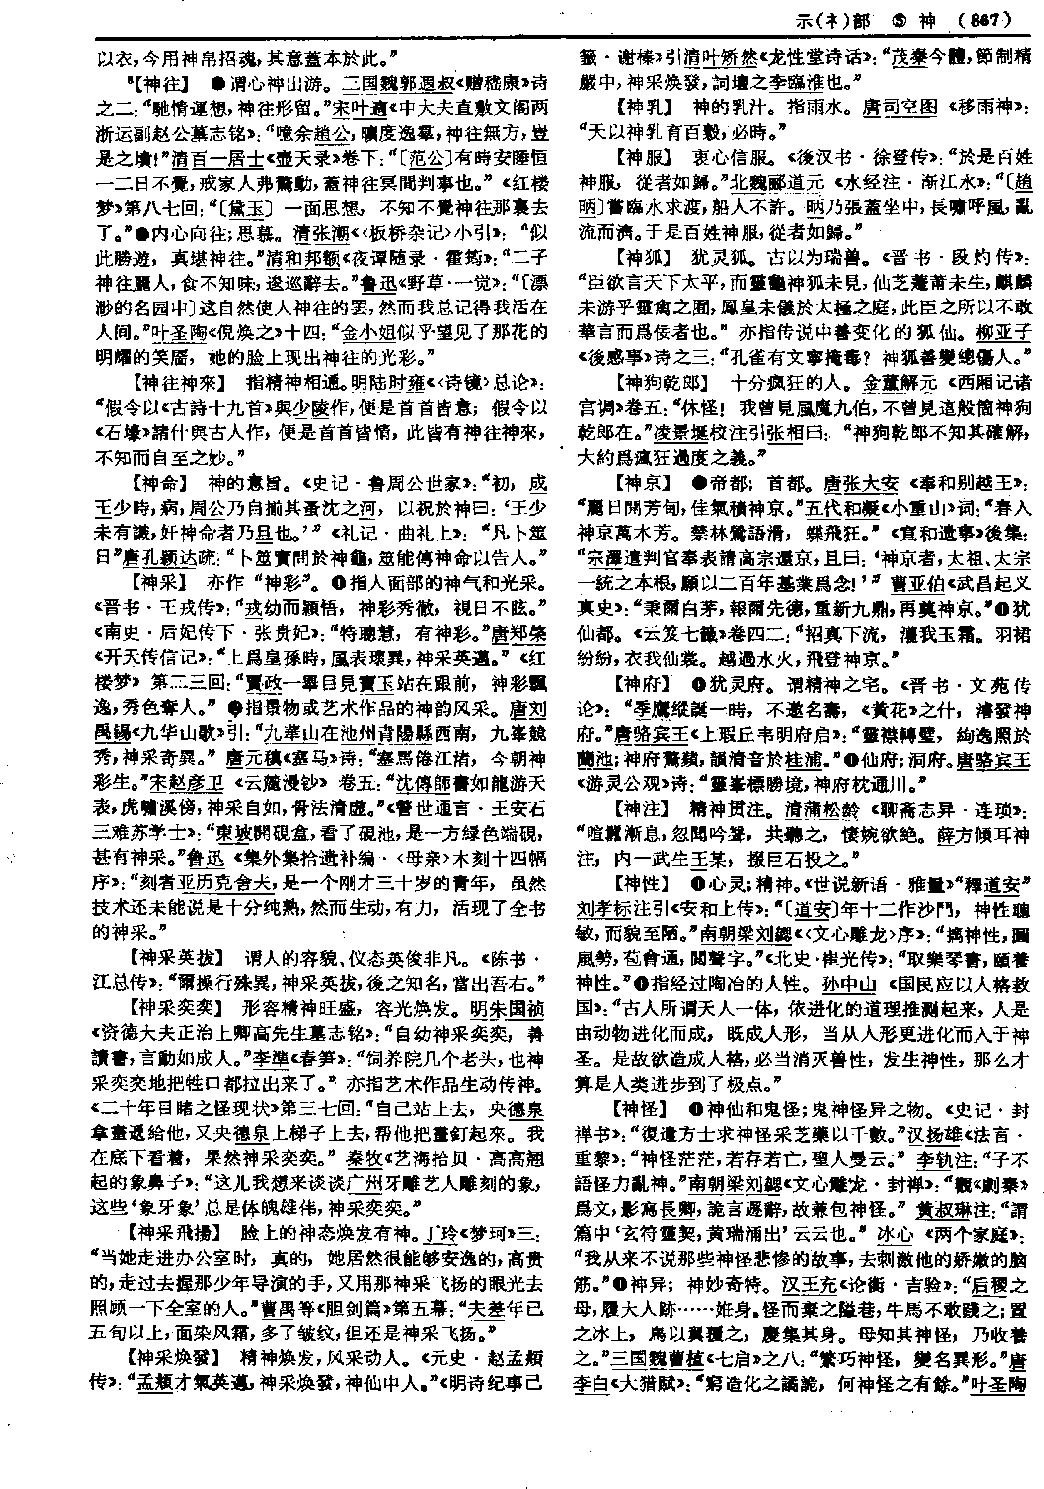 示(礻)部 ⑤ 神 (867)
以衣,今用神帛招魂,其意蓋本於此。”
【神往】 ❶谓心神出游。三国魏郭遐叔《赠嵇康》诗
之二:“馳情運想,神往形留。”宋叶適《中大夫直敷文阁两
浙运副赵公墓志铭》:“噫余趙公,曠度逸羣,神往無方,豈
是之墳!”清百一居士《壶天录》卷下:“〔范公〕有時安睡恒
一二日不覺,戒家人弗驚動,蓋神往冥間判事也。”《红楼
梦》第八七回:“〔黛玉〕一面思想, 不知不覺神往那裏去
了。”❷内心向往;思慕。清张潮《〈板桥杂记〉小引》: “似
此勝遊, 真堪神往。”清和邦额《夜谭随录·霍筠》:“二子
神往麗人,食不知味,逡巡辭去。”鲁迅《野草·一觉》:“〔漂
渺的名园中〕这自然使人神往的罢,然而我总记得我活在
人间。”叶圣陶《倪焕之》十四:“金小姐似乎望见了那花的
明耀的笑靥, 她的脸上现出神往的光彩。”
【神往神來】 指精神相通。明陆时雍《〈诗镜〉总论》:
“假令以《古詩十九首》與少陵作,便是首首皆意; 假令以
《石壕》諸什與古人作, 便是首首皆情, 此皆有神往神來,
不知而自至之妙。”
【神命】 神的意旨。《史记·鲁周公世家》:“初, 成
王少時,病,周公乃自揃其蚤沈之河, 以祝於神曰:‘王少
未有識,奸神命者乃旦也。’” 《礼记·曲礼上》: “凡卜筮
日”唐孔颖达疏:“卜筮實問於神龜,筮能傳神命以告人。”
【神采】 亦作“神彩”。❶指人面部的神气和光采。
《晋书·王戎传》:“戎幼而穎悟, 神彩秀徹, 視日不眩。”
《南史·后妃传下·张贵妃》:“特聰慧, 有神彩。”唐郑棨
《开天传信记》:“上爲皇孫時,風表瓌異,神采英邁。”《红
楼梦》第二三回:“賈政一舉目見寶玉站在跟前, 神彩飄
逸,秀色奪人。” ❷指景物或艺术作品的神韵风采。唐刘
禹锡《九华山歌》引:“九華山在池州青陽縣西南, 九峯競
秀,神采奇異。” 唐元稹《塞马》诗:“塞馬倦江渚, 今朝神
彩生。”宋赵彦卫 《云麓漫钞》 卷五:“沈傳師書如龍游天
表,虎嘯溪傍,神采自如,骨法清虛。”《警世通言·王安石
三难苏学士》:“東坡開硯盒,看了硯池,是一方緑色端硯,
甚有神采。”鲁迅 《集外集拾遗补编·〈母亲〉木刻十四幅
序》:“刻者亚历克舍夫,是一个刚才三十岁的青年, 虽然
技术还未能说是十分纯熟,然而生动,有力, 活现了全书
的神采。”
【神采英拔】 谓人的容貌、仪态英俊非凡。《陈书·
江总传》:“爾操行殊異,神采英拔,後之知名,當出吾右。”
【神采奕奕】 形容精神旺盛, 容光焕发。明朱国祯
《资德大夫正治上卿高先生墓志铭》:“自幼神采奕奕, 善
讀書,言動如成人。”李準《春笋》:“饲养院几个老头,也神
采奕奕地把牲口都拉出来了。” 亦指艺术作品生动传神。
《二十年目睹之怪现状》第三七回:“自己站上去, 央德泉
拿畫遞給他,又央德泉上梯子上去,帮他把畫釘起來。我
在底下看着, 果然神采奕奕。” 秦牧《艺海拾贝·高高翘
起的象鼻子》:“这儿我想来谈谈广州牙雕艺人雕刻的象,
这些‘象牙象’总是体魄雄伟,神采奕奕。”
【神采飛揚】 脸上的神态焕发有神。丁玲《梦珂》三:
“当她走进办公室时, 真的, 她居然很能够安逸的,高贵
的,走过去握那少年导演的手,又用那神采飞扬的眼光去
照顾一下全室的人。”曹禺等《胆剑篇》第五幕:“夫差年已
五旬以上,面染风霜,多了皱纹,但还是神采飞扬。”
【神采煥發】 精神焕发,风采动人。《元史·赵孟頫
传》:“孟頫才氣英邁,神采煥發,神仙中人。”《明诗纪事己
籤·谢榛》引清叶矫然《龙性堂诗话》:“茂秦今體,節制精
嚴中,神采煥發,詞壇之李臨淮也。”
【神乳】 神的乳汁。指雨水。唐司空图 《移雨神》:
“天以神乳育百穀,必時。”
【神服】 衷心信服。《後汉书·徐登传》:“於是百姓
神服, 從者如歸。”北魏郦道元 《水经注·渐江水》:“〔趙
昞〕嘗臨水求渡,船人不許。昞乃張蓋坐中,長嘯呼風,亂
流而濟。于是百姓神服,從者如歸。”
【神狐】 犹灵狐。古以为瑞兽。《晋书·段灼传》:
“臣欲言天下太平,而靈龜神狐未見,仙芝萐莆未生,麒麟
未游乎靈禽之囿,鳳皇未儀於太極之庭,此臣之所以不敢
華言而爲佞者也。” 亦指传说中善变化的狐仙。柳亚子
《後感事》诗之三:“孔雀有文寧掩毒? 神狐善變總傷人。”
【神狗乾郎】 十分疯狂的人。金董解元 《西厢记诸
宫调》卷五:“休怪! 我曾見風魔九伯,不曾見這般箇神狗
乾郎在。”凌景埏校注引张相曰: “神狗乾郎不知其確解,
大約爲瘋狂過度之義。”
【神京】 ❶帝都; 首都。唐张大安 《奉和别越王》:
“麗日開芳甸,佳氣積神京。”五代和凝《小重山》词:“春入
神京萬木芳。禁林鶯語滑, 蝶飛狂。” 《宣和遗事》後集:
“宗澤遣判官奉表請高宗還京,且曰:‘神京者,太祖、太宗
一統之本根,願以二百年基業爲念!’” 曹亚伯《武昌起义
真史》:“秉爾白茅,報爾先德,重新九鼎,再奠神京。”❷犹
仙都。《云笈七籤》卷四二:“招真下流, 灌我玉霜。羽裙
纷纷,衣我仙裳。越過水火,飛登神京。”
【神府】 ❶犹灵府。谓精神之宅。《晋书·文苑传
论》: “季鷹縱誕一時, 不邀名壽, 《黄花》之什, 濬發神
府。”唐骆宾王《上瑕丘韦明府启》:“靈襟轉璧, 絢逸照於
蘭池;神府驚蘋,韻清音於桂浦。”❷仙府;洞府。唐骆宾王
《游灵公观》诗:“靈峯標勝境,神府枕通川。”
【神注】 精神贯注。清蒲松龄 《聊斋志异·连琐》:
“喧囂漸息,忽聞吟聲, 共聽之, 悽婉欲絶。薛方傾耳神
注, 内一武生王某, 掇巨石投之。”
【神性】 ❶心灵;精神。《世说新语·雅量》“釋道安”
刘孝标注引《安和上传》:“〔道安〕年十二作沙門, 神性聰
敏,而貌至陋。”南朝梁刘勰《〈文心雕龙〉序》:“摛神性,圖
風勢,苞會通,閲聲字。”《北史·崔光传》:“取樂琴書,頤養
神性。”❷指经过陶冶的人性。孙中山 《国民应以人格救
国》:“古人所谓天人一体, 依进化的道理推测起来, 人是
由动物进化而成, 既成人形, 当从人形更进化而入于神
圣。是故欲造成人格,必当消灭兽性,发生神性,那么才
算是人类进步到了极点。”
【神怪】 ❶神仙和鬼怪;鬼神怪异之物。《史记·封
禅书》:“復遣方士求神怪采芝藥以千數。”汉扬雄《法言·
重黎》:“神怪茫茫,若存若亡,聖人曼云。” 李轨注:“子不
語怪力亂神。”南朝梁刘勰《文心雕龙·封禅》:“觀《劇秦》
爲文,影寫長卿,詭言遯辭,故兼包神怪。” 黄叔琳注:“謂
篇中‘玄符靈契,黄瑞涌出’云云也。” 冰心 《两个家庭》:
“我从来不说那些神怪悲惨的故事,去刺激他的娇嫩的脑
筋。”❷神异; 神妙奇特。汉王充《论衡·吉验》:“后稷之
母,履大人跡……姙身。怪而棄之隘巷,牛馬不敢踐之;置
之冰上, 鳥以翼覆之, 慶集其身。母知其神怪, 乃收養
之。”三国魏曹植《七启》之八:“繁巧神怪, 變名異形。”唐
李白《大猎赋》:“窮造化之譎詭, 何神怪之有餘。”叶圣陶